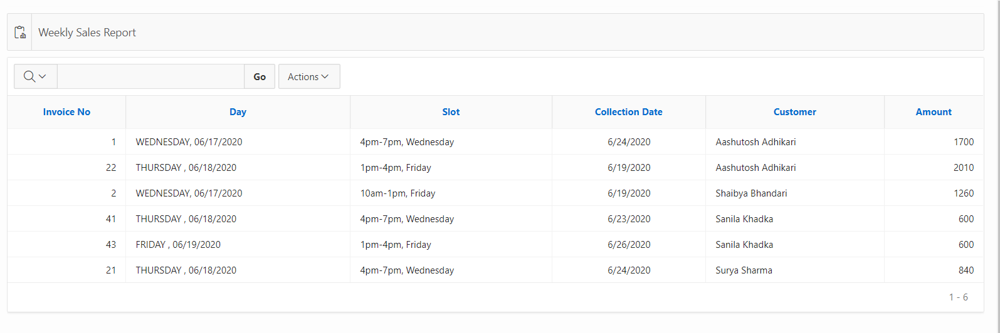 Weekly Sales Report
Go Actions
Invoice No Day Slot Collection Date Customer Amount
1 WEDNESDAY, 06/17/2020 4pm-7pm, Wednesday 6/24/2020 Aashutosh Adhikari 1700
22 THURSDAY , 06/18/2020 1pm-4pm, Friday 6/19/2020 Aashutosh Adhikari 2010
2 WEDNESDAY, 06/17/2020 10am-1pm, Friday 6/19/2020 Shaibya Bhandari 1260
41 THURSDAY , 06/18/2020 4pm-7pm, Wednesday 6/23/2020 Sanila Khadka 600
43 FRIDAY , 06/19/2020 1pm-4pm, Friday 6/26/2020 Sanila Khadka 600
21 THURSDAY , 06/18/2020 4pm-7pm, Wednesday 6/24/2020 Surya Sharma 840
1 - 6